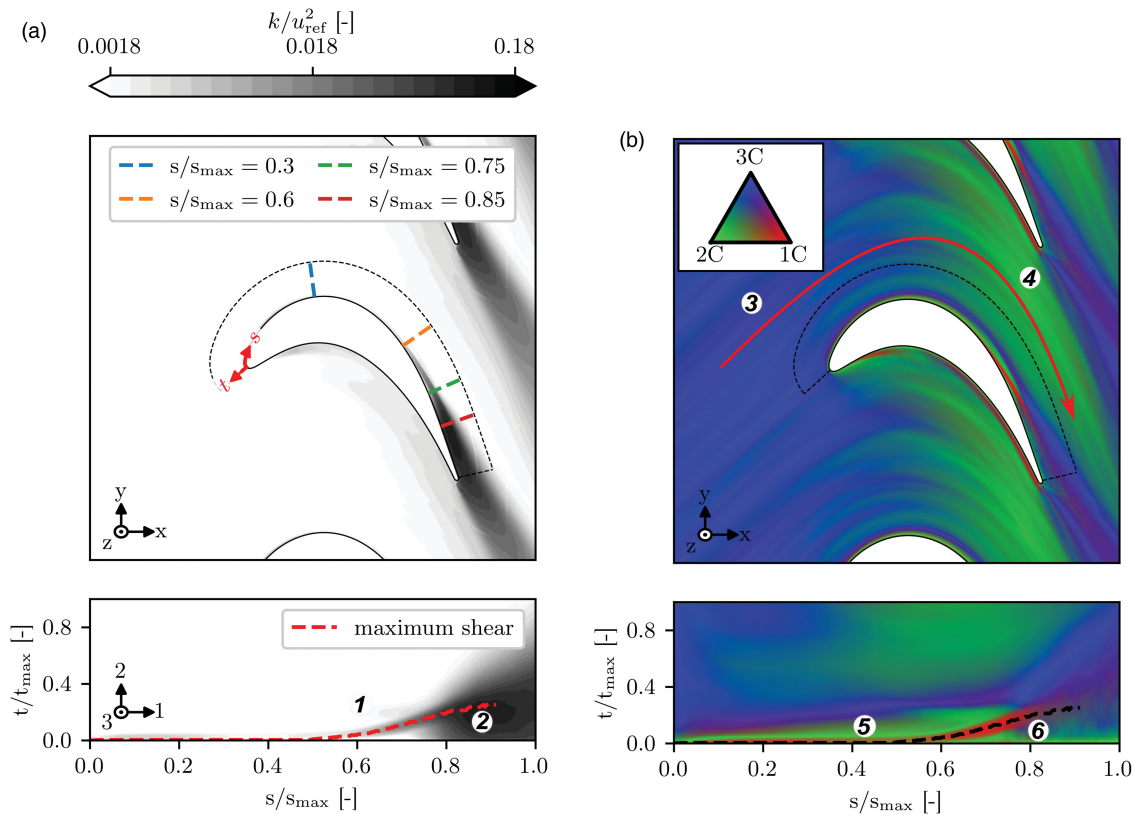 (a)
k/u²ref [-]
0.0018 0.018 0.18
s/smax = 0.3 s/smax = 0.75
s/smax = 0.6 s/smax = 0.85
s
t
y
z x
maximum shear
t/tmax [-]
0.8
0.4
0.0
2
3 1
1
2
0.0 0.2 0.4 0.6 0.8 1.0
s/smax [-]
(b)
3C
2C 1C
3
4
y
z x
t/tmax [-]
0.8
0.4
0.0
5
6
0.0 0.2 0.4 0.6 0.8 1.0
s/smax [-]